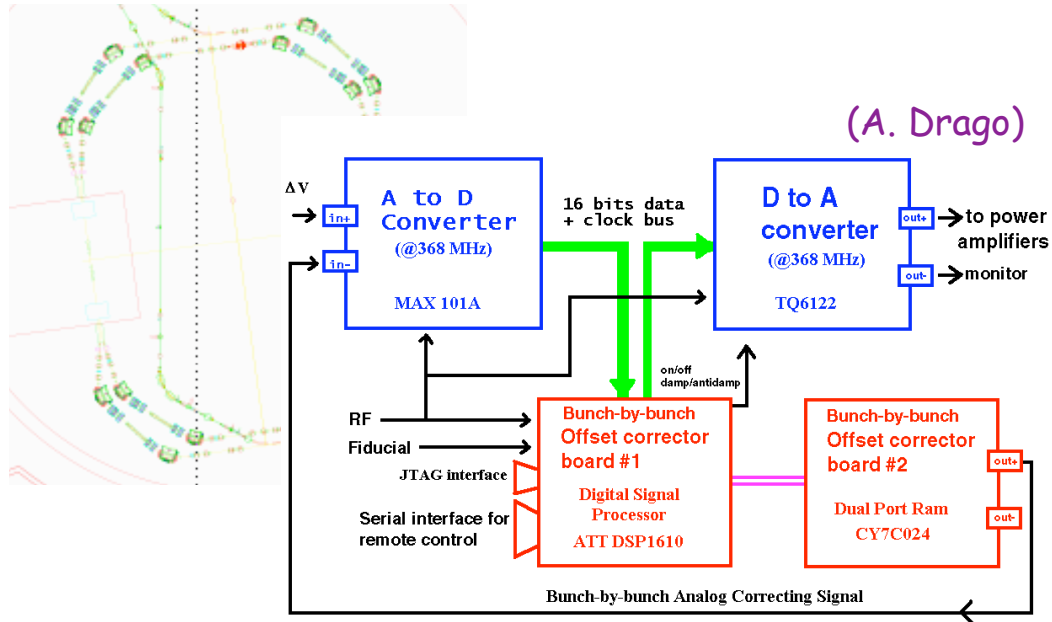 (A. Drago)
ΔV
in+
in-
A to D
Converter
(@368 MHz)
MAX 101A
16 bits data
+ clock bus
D to A
converter
(@368 MHz)
TQ6122
out+
out-
to power
amplifiers
monitor
on/off
damp/antidamp
RF
Fiducial
JTAG interface
Serial interface for
remote control
Bunch-by-bunch
Offset corrector
board #1
Digital Signal
Processor
ATT DSP1610
Bunch-by-bunch
Offset corrector
board #2
Dual Port Ram
CY7C024
out+
out-
Bunch-by-bunch Analog Correcting Signal